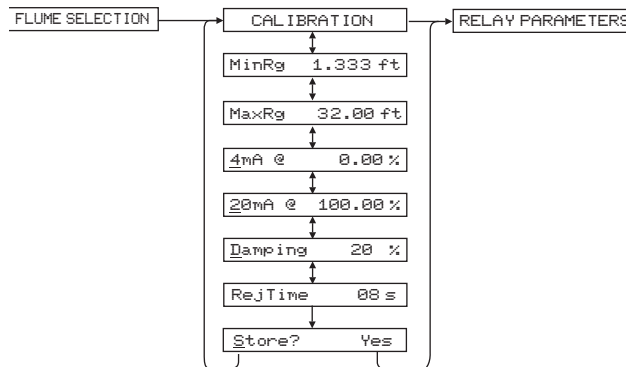 FLUME SELECTION CALIBRATION RELAY PARAMETERS
MinRg 1.333 ft
MaxRg 32.00 ft
4mA @ 0.00 %
20mA @ 100.00 %
Damping 20 %
RejTime 08 s
Store? Yes